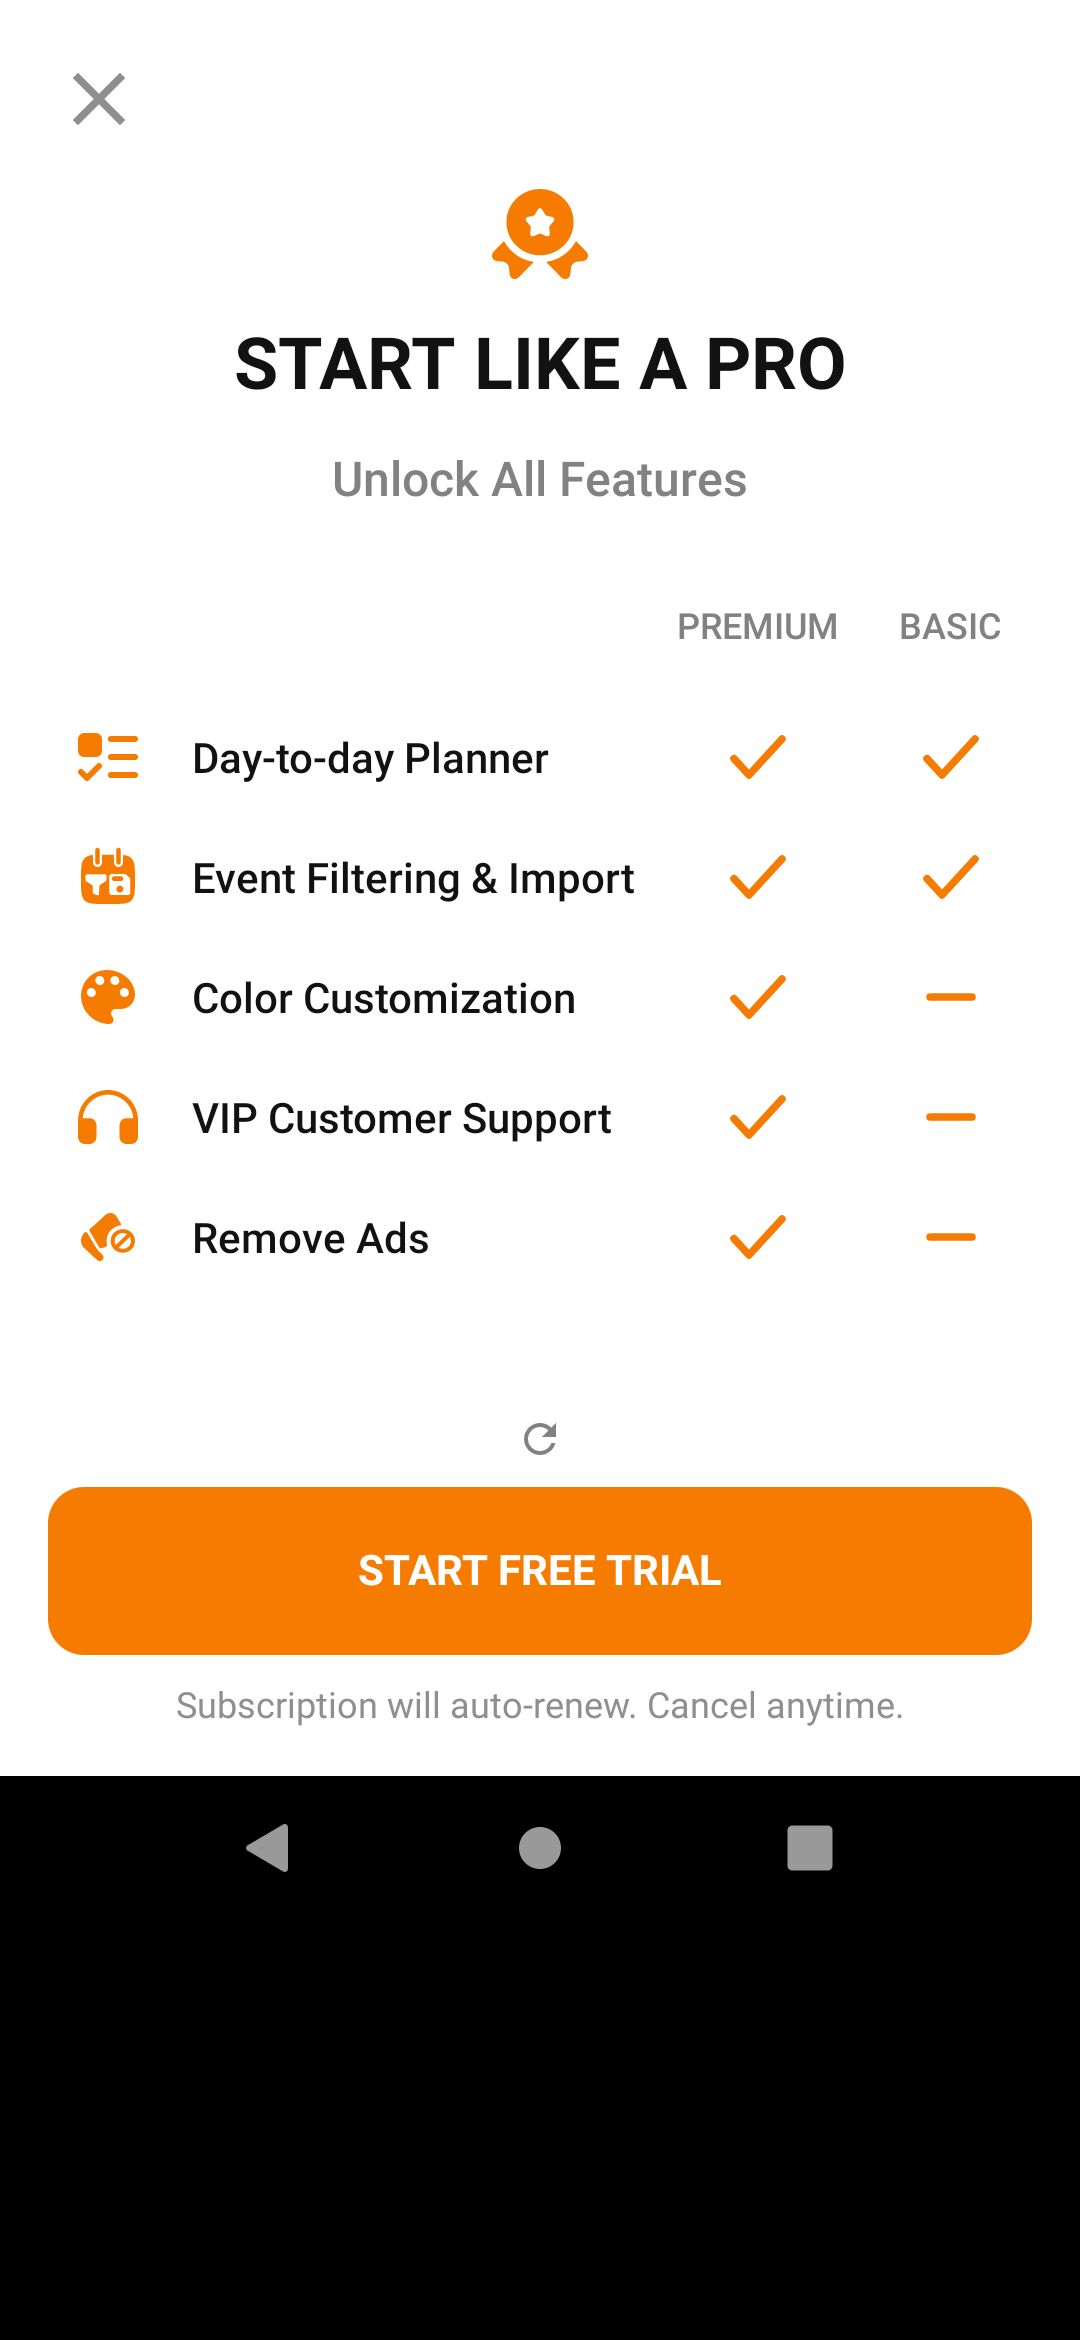 START LIKE A PRO
Unlock All Features
PREMIUM BASIC
Day-to-day Planner
Event Filtering & Import
Color Customization
VIP Customer Support
Remove Ads
START FREE TRIAL
Subscription will auto-renew. Cancel anytime.